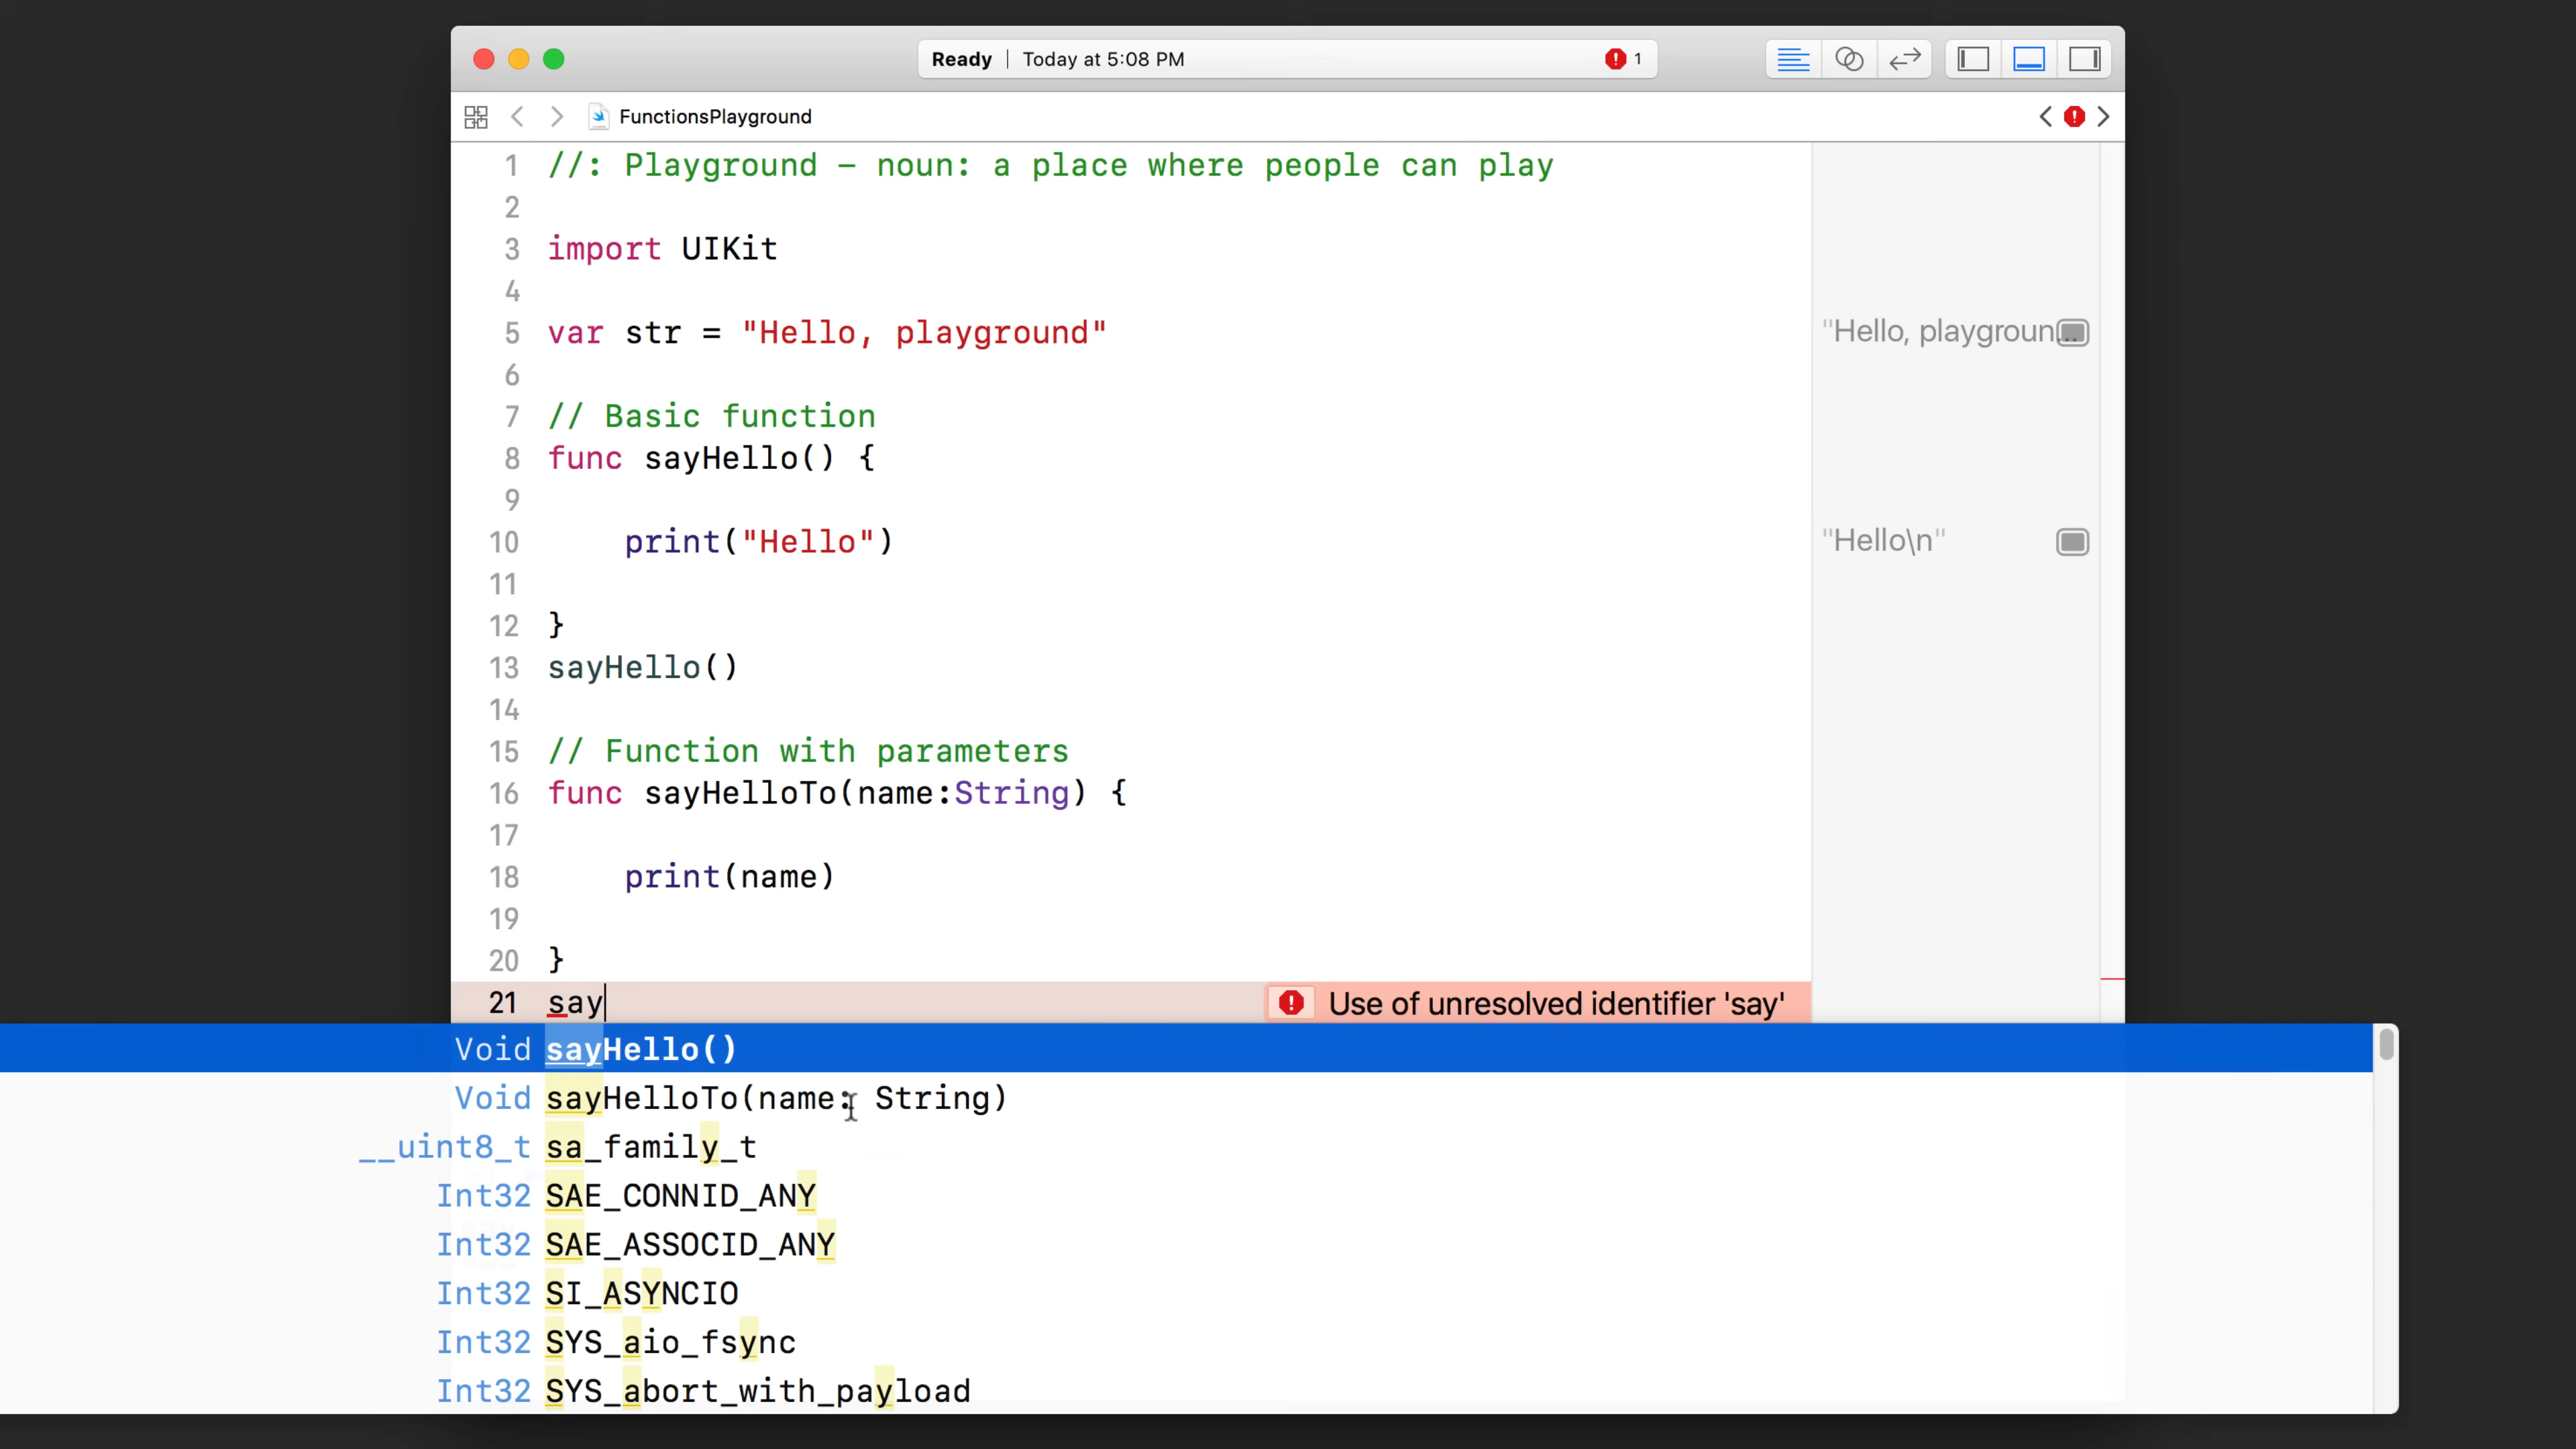 Ready | Today at 5:08 PM 1
FunctionsPlayground
1 //: Playground – noun: a place where people can play
2
3 import UIKit
4
5 var str = "Hello, playground" "Hello, playgroun...
6
7 // Basic function
8 func sayHello() {
9
10 print("Hello") "Hello\n"
11
12 }
13 sayHello()
14
15 // Function with parameters
16 func sayHelloTo(name:String) {
17
18 print(name)
19
20 }
21 say Use of unresolved identifier 'say'
Void sayHello()
Void sayHelloTo(name: String)
__uint8_t sa_family_t
Int32 SAE_CONNID_ANY
Int32 SAE_ASSOCID_ANY
Int32 SI_ASYNCIO
Int32 SYS_aio_fsync
Int32 SYS_abort_with_payload